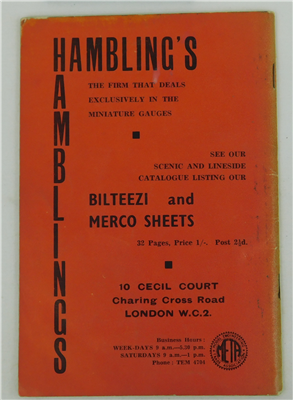 HAMBLING'S
HAMBLINGS
THE FIRM THAT DEALS
EXCLUSIVELY IN THE
MINIATURE GAUGES
SEE OUR
SCENIC AND LINESIDE
CATALOGUE LISTING OUR
BILTEEZI and
MERCO SHEETS
32 Pages, Price 1/-. Post 2½d.
10 CECIL COURT
Charing Cross Road
LONDON W.C.2.
Business Hours:
WEEK-DAYS 9 a.m.—5.30 p.m.
SATURDAYS 9 a.m.—1 p.m.
Phone: TEM 4704
META